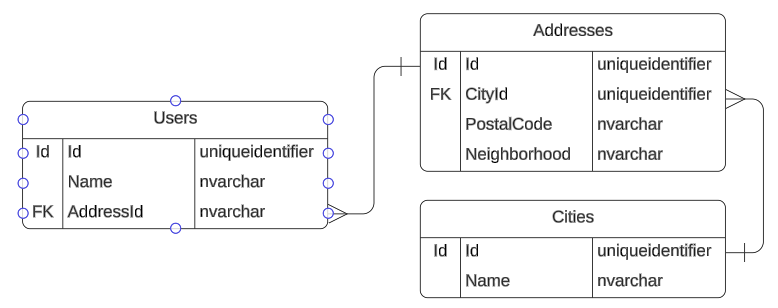 Addresses
Id Id uniqueidentifier
FK CityId uniqueidentifier
PostalCode nvarchar
Neighborhood nvarchar
Users
Id Id uniqueidentifier
Name nvarchar
FK AddressId nvarchar
Cities
Id Id uniqueidentifier
Name nvarchar